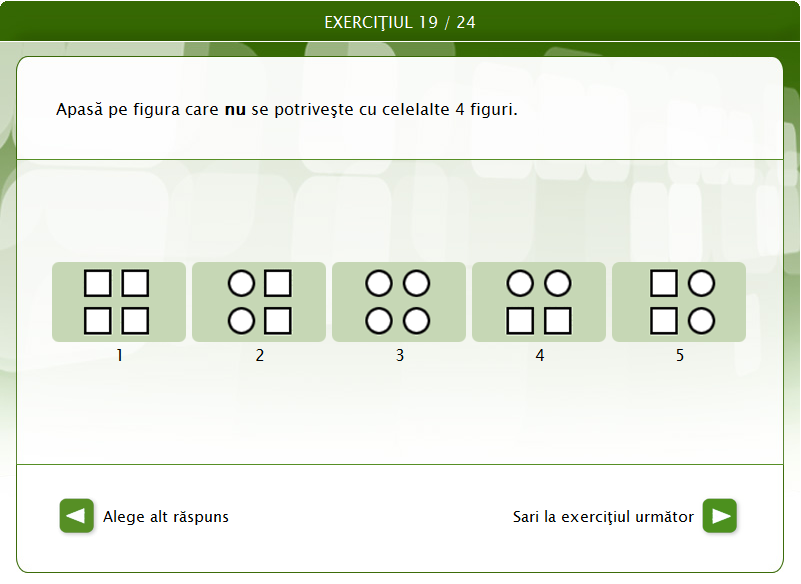 EXERCIŢIUL 19 / 24
Apasă pe figura care nu se potriveşte cu celelalte 4 figuri.
1 2 3 4 5
Alege alt răspuns
Sari la exerciţiul următor